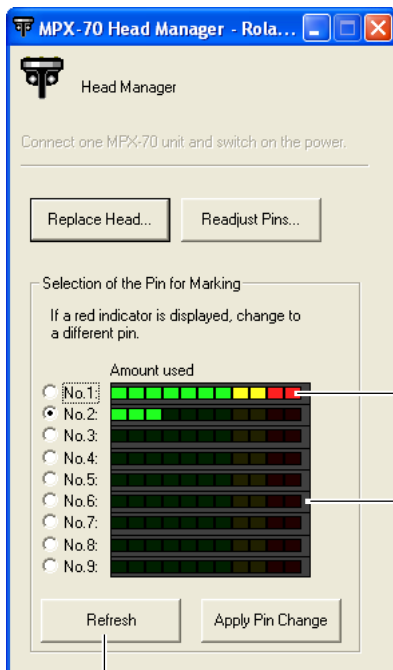 MPX-70 Head Manager - Rola...
Head Manager
Connect one MPX-70 unit and switch on the power.
Replace Head...
Readjust Pins...
Selection of the Pin for Marking
If a red indicator is displayed, change to
a different pin.
Amount used
No.1:
No.2:
No.3:
No.4:
No.5:
No.6:
No.7:
No.8:
No.9:
Refresh
Apply Pin Change